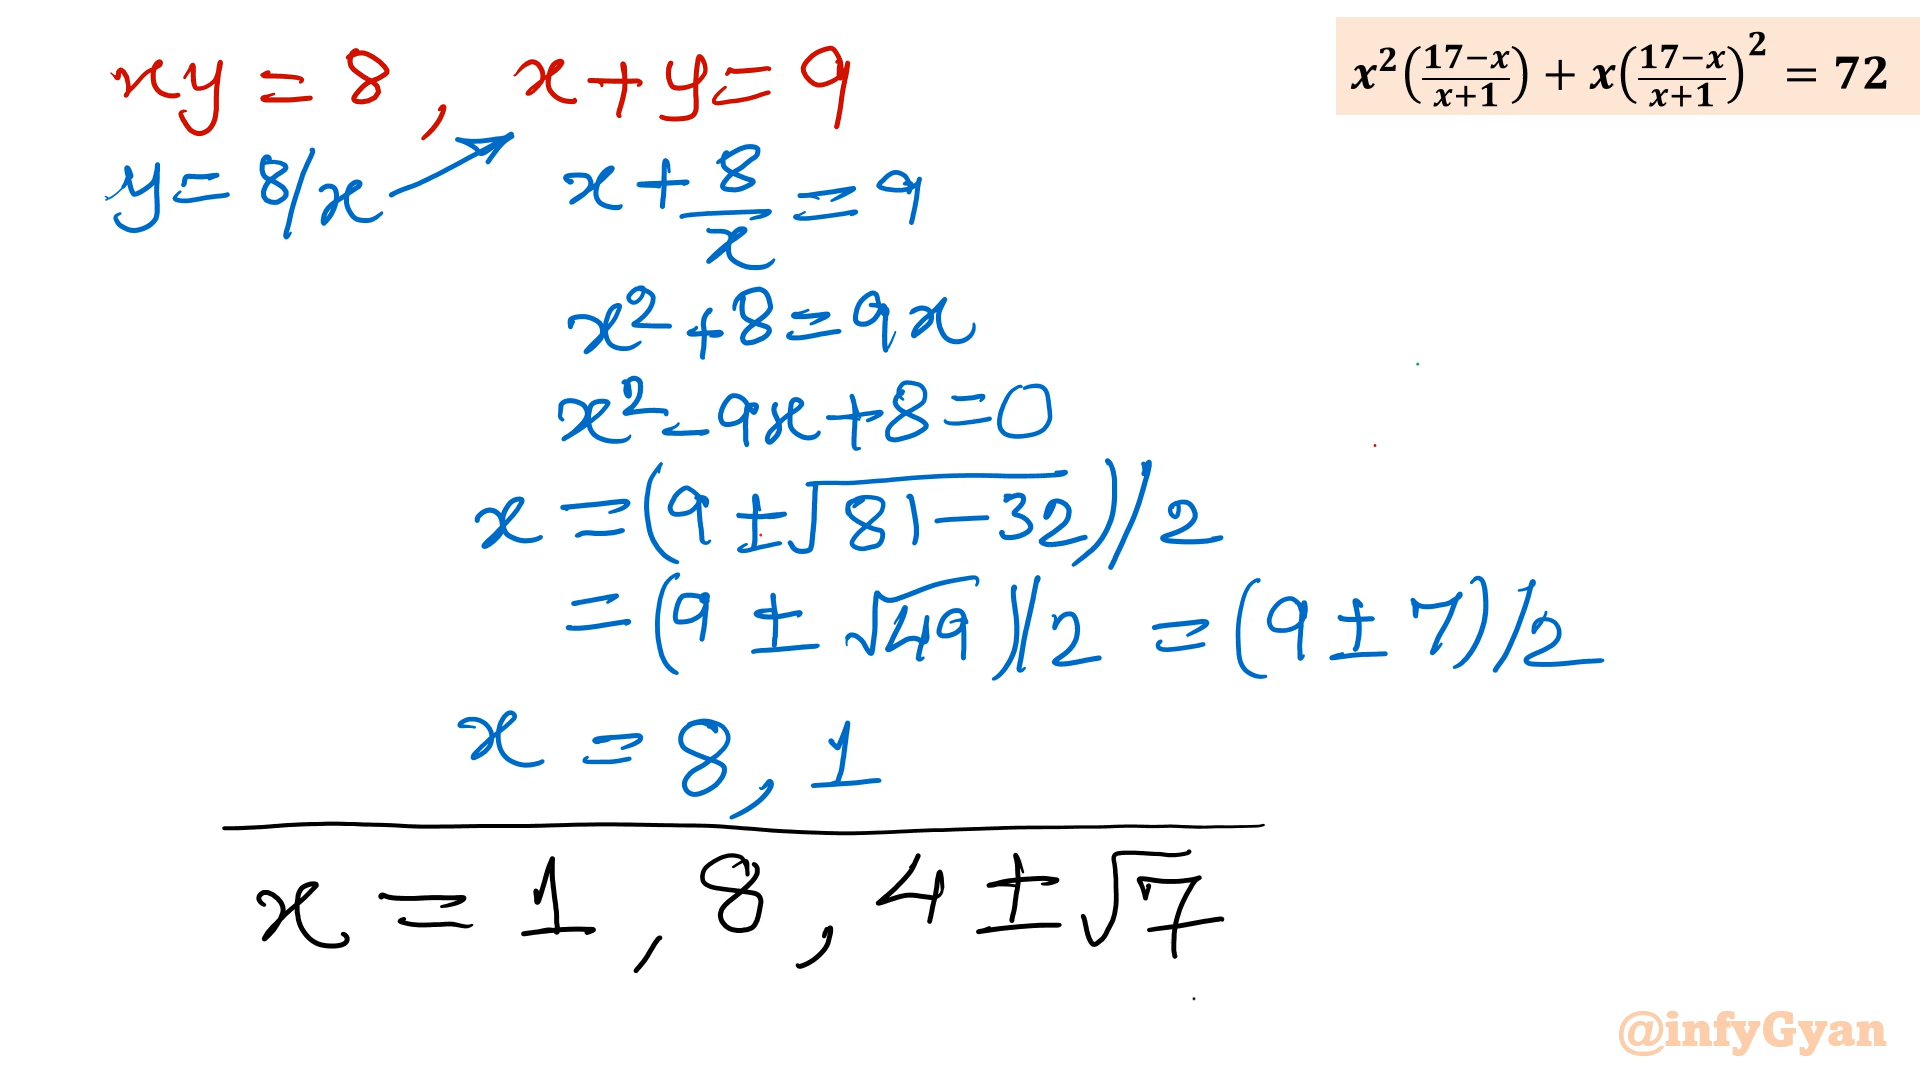 xy = 8 , x + y = 9
x²((17−x)/(x+1)) + x((17−x)/(x+1))² = 72
y = 8/x → x + 8/x = 9
x² + 8 = 9x
x² − 9x + 8 = 0
x = (9 ± √(81 − 32))/2
= (9 ± √49)/2 = (9 ± 7)/2
x = 8, 1
x = 1, 8, 4 ± √7
@infyGyan